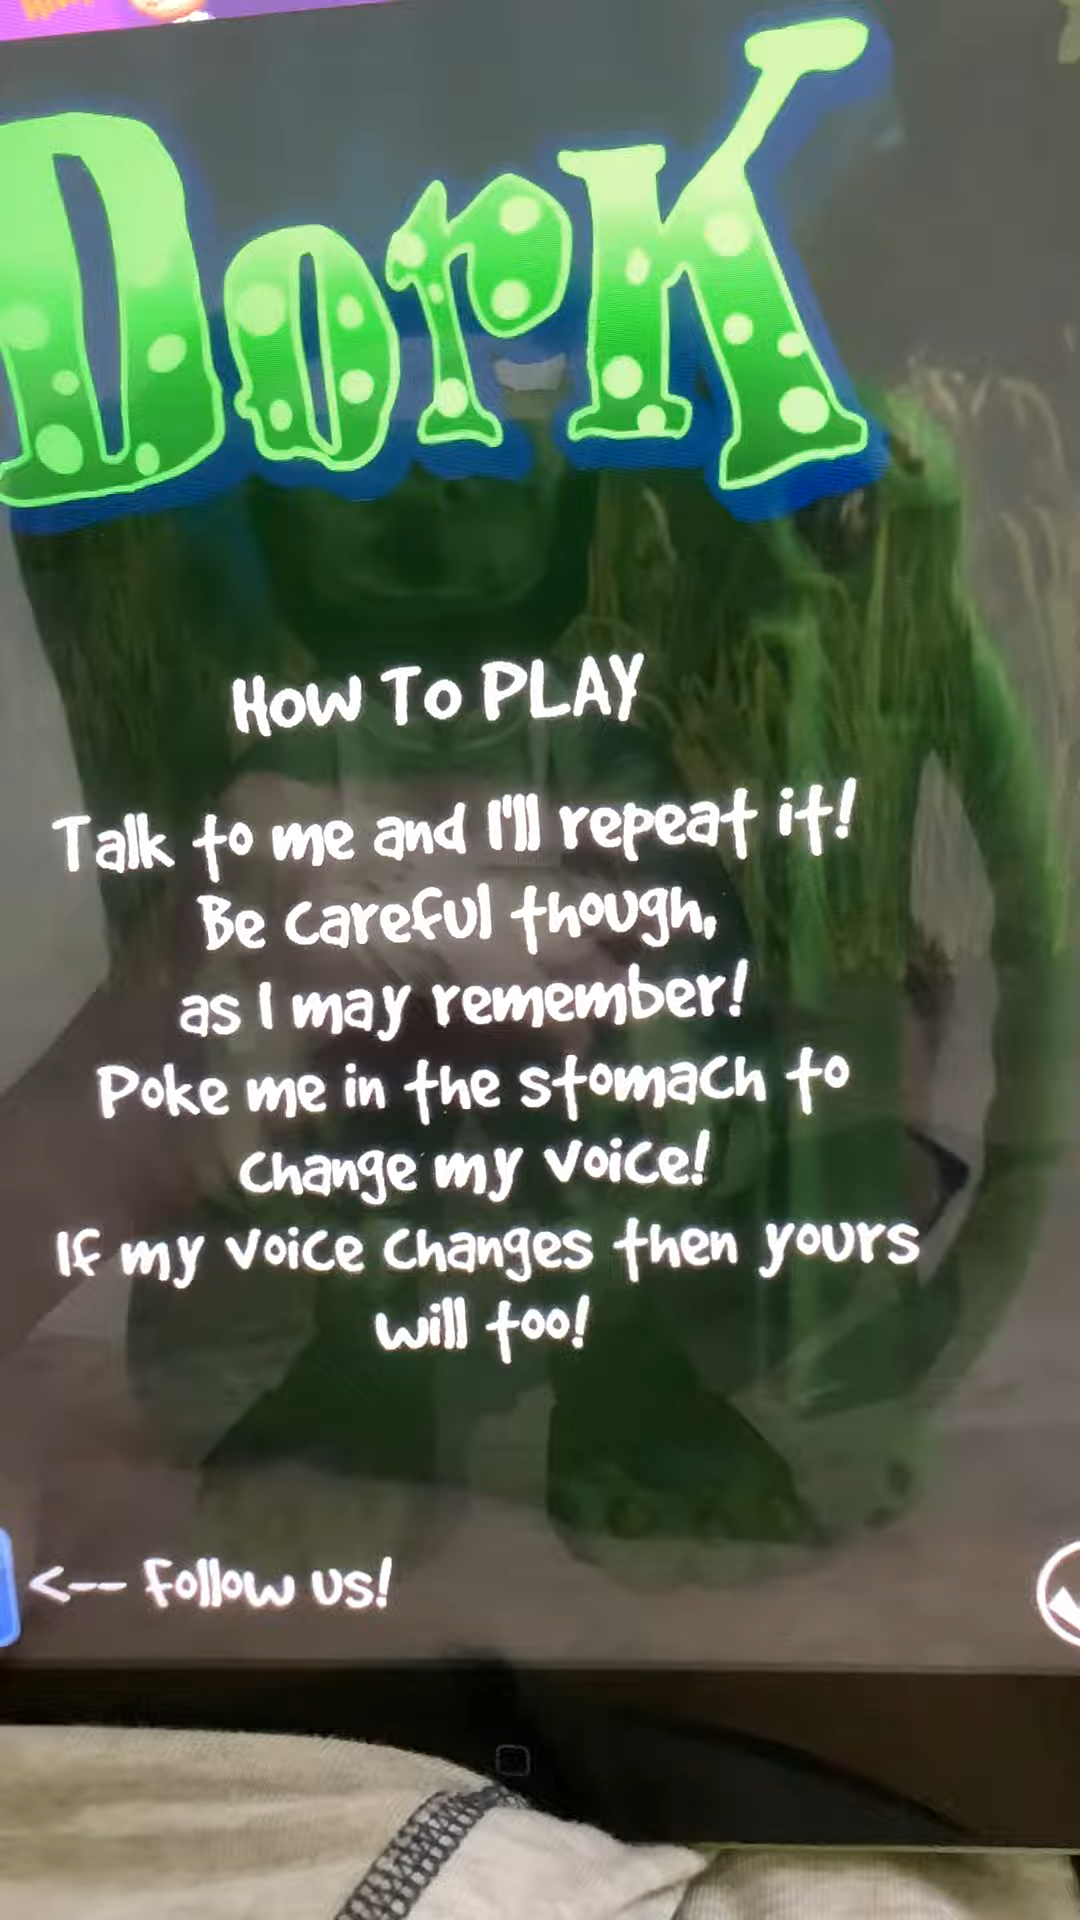 Dork
How To PLAY
Talk to me and I'll repeat it!
Be careful though,
as I may remember!
Poke me in the stomach to
change my voice!
If my voice changes then yours
will too!
<-- Follow us!